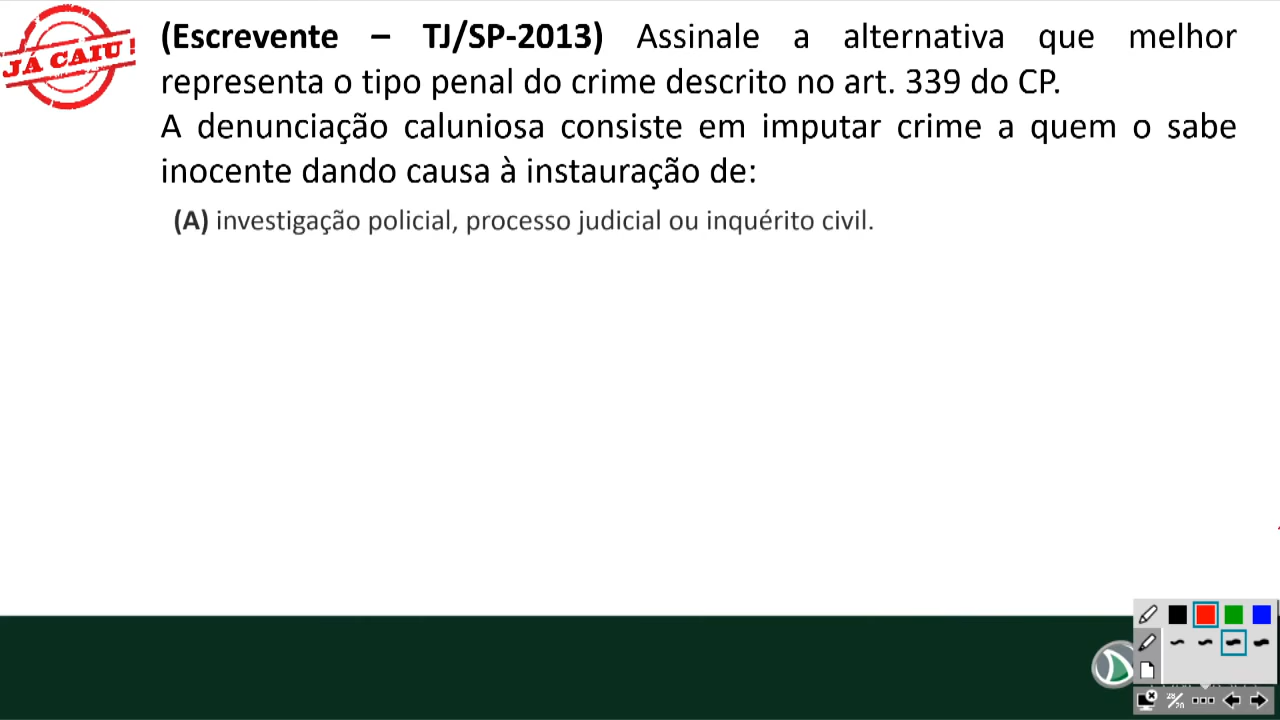 JÁ CAIU !
(Escrevente – TJ/SP-2013) Assinale a alternativa que melhor
representa o tipo penal do crime descrito no art. 339 do CP.
A denunciação caluniosa consiste em imputar crime a quem o sabe
inocente dando causa à instauração de:
(A) investigação policial, processo judicial ou inquérito civil.